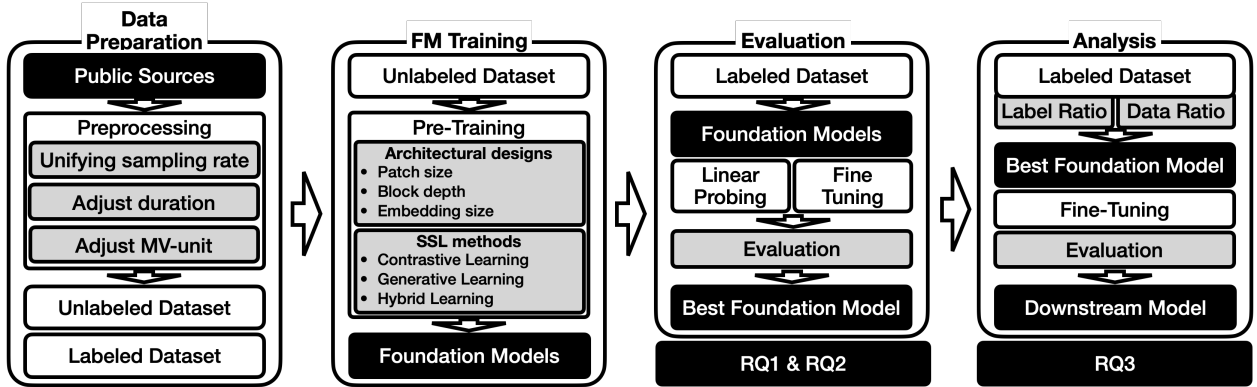 Data
Preparation
Public Sources
Preprocessing
Unifying sampling rate
Adjust duration
Adjust MV-unit
Unlabeled Dataset
Labeled Dataset
FM Training
Unlabeled Dataset
Pre-Training
Architectural designs
• Patch size
• Block depth
• Embedding size
SSL methods
• Contrastive Learning
• Generative Learning
• Hybrid Learning
Foundation Models
Evaluation
Labeled Dataset
Foundation Models
Linear
Probing
Fine
Tuning
Evaluation
Best Foundation Model
RQ1 & RQ2
Analysis
Labeled Dataset
Label Ratio
Data Ratio
Best Foundation Model
Fine-Tuning
Evaluation
Downstream Model
RQ3